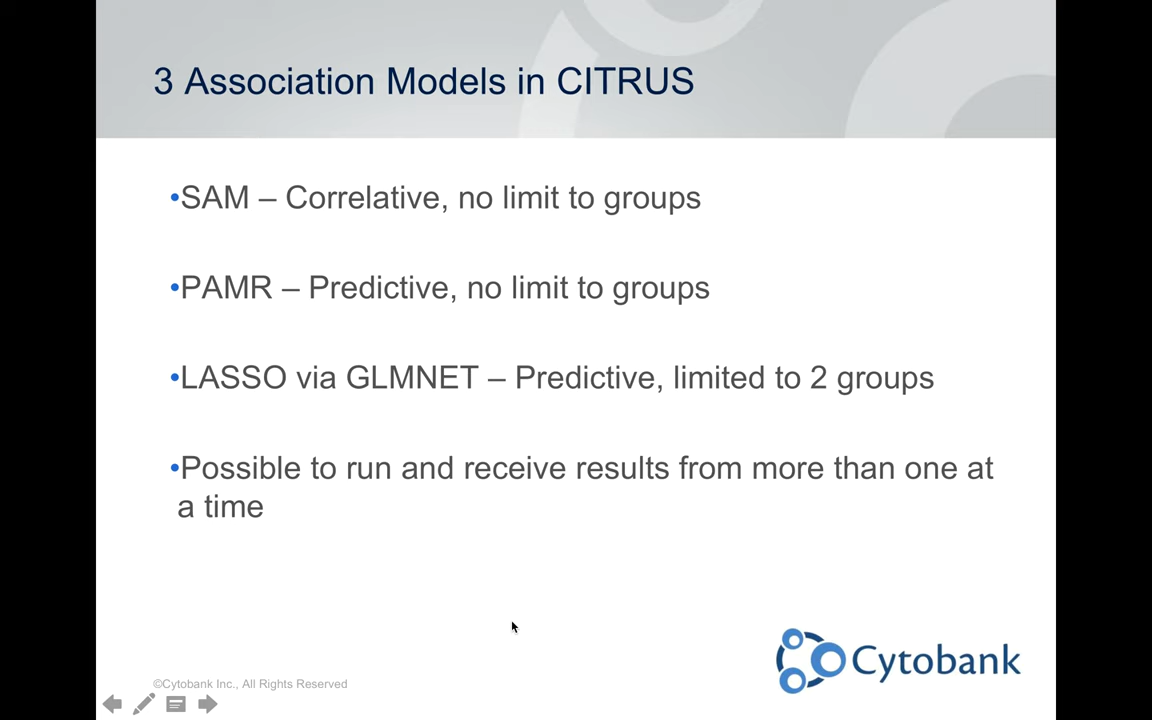 3 Association Models in CITRUS
•SAM – Correlative, no limit to groups
•PAMR – Predictive, no limit to groups
•LASSO via GLMNET – Predictive, limited to 2 groups
•Possible to run and receive results from more than one at
a time
Cytobank
©Cytobank Inc., All Rights Reserved